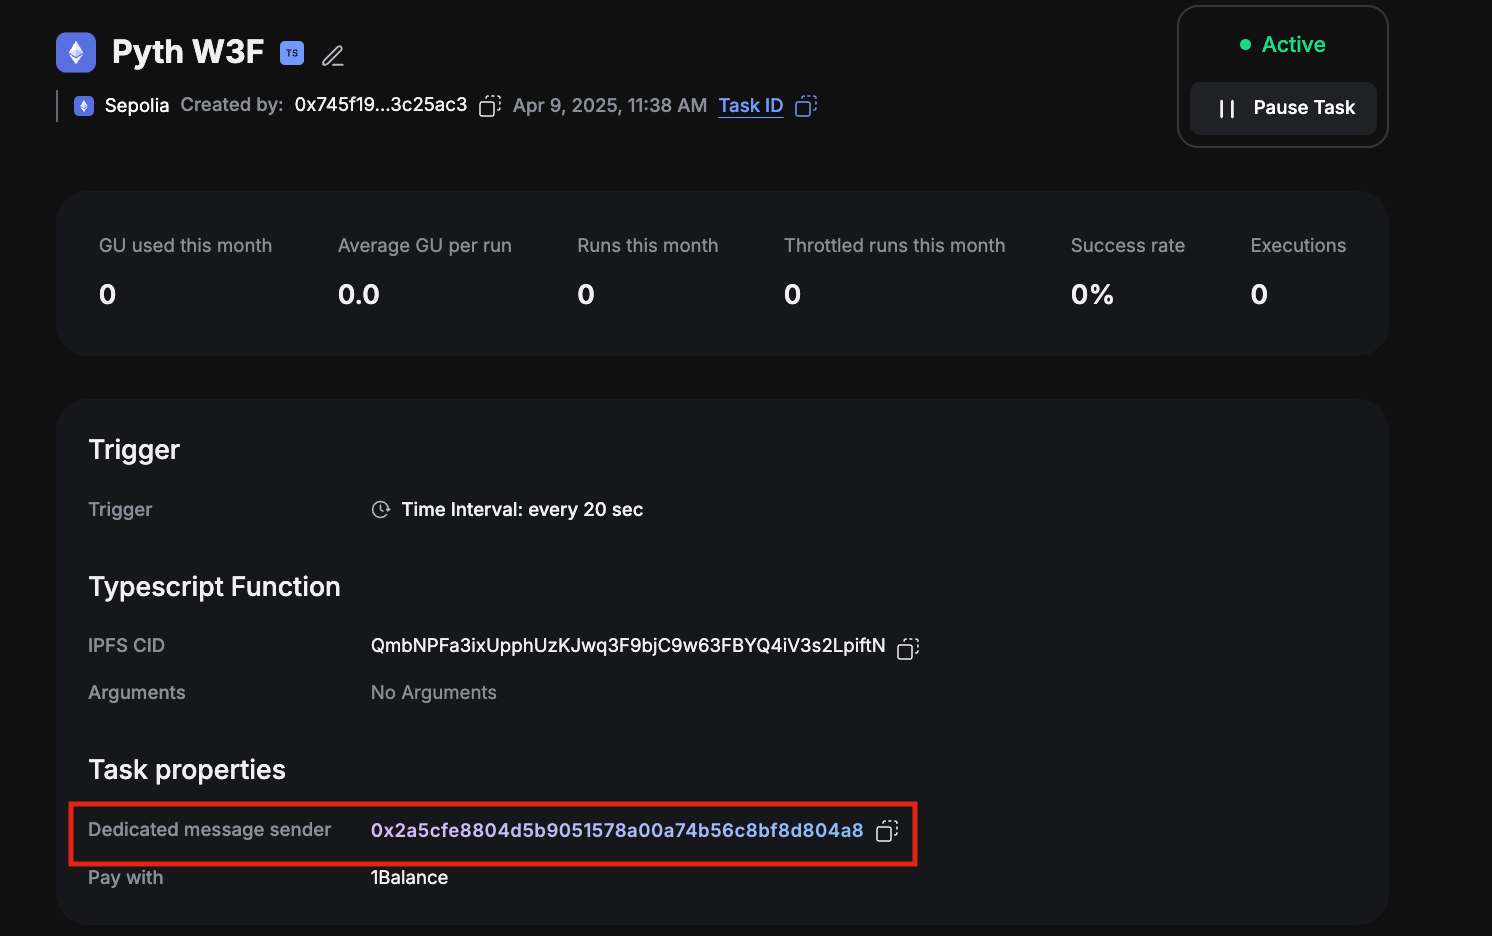 Pyth W3F TS
Active
Sepolia Created by: 0x745f19...3c25ac3 Apr 9, 2025, 11:38 AM Task ID
Pause Task
GU used this month Average GU per run Runs this month Throttled runs this month Success rate Executions
0 0.0 0 0 0% 0
Trigger
Trigger Time Interval: every 20 sec
Typescript Function
IPFS CID QmbNPFa3ixUpphUzKJwq3F9bjC9w63FBYQ4iV3s2LpiftN
Arguments No Arguments
Task properties
Dedicated message sender 0x2a5cfe8804d5b9051578a00a74b56c8bf8d804a8
Pay with 1Balance